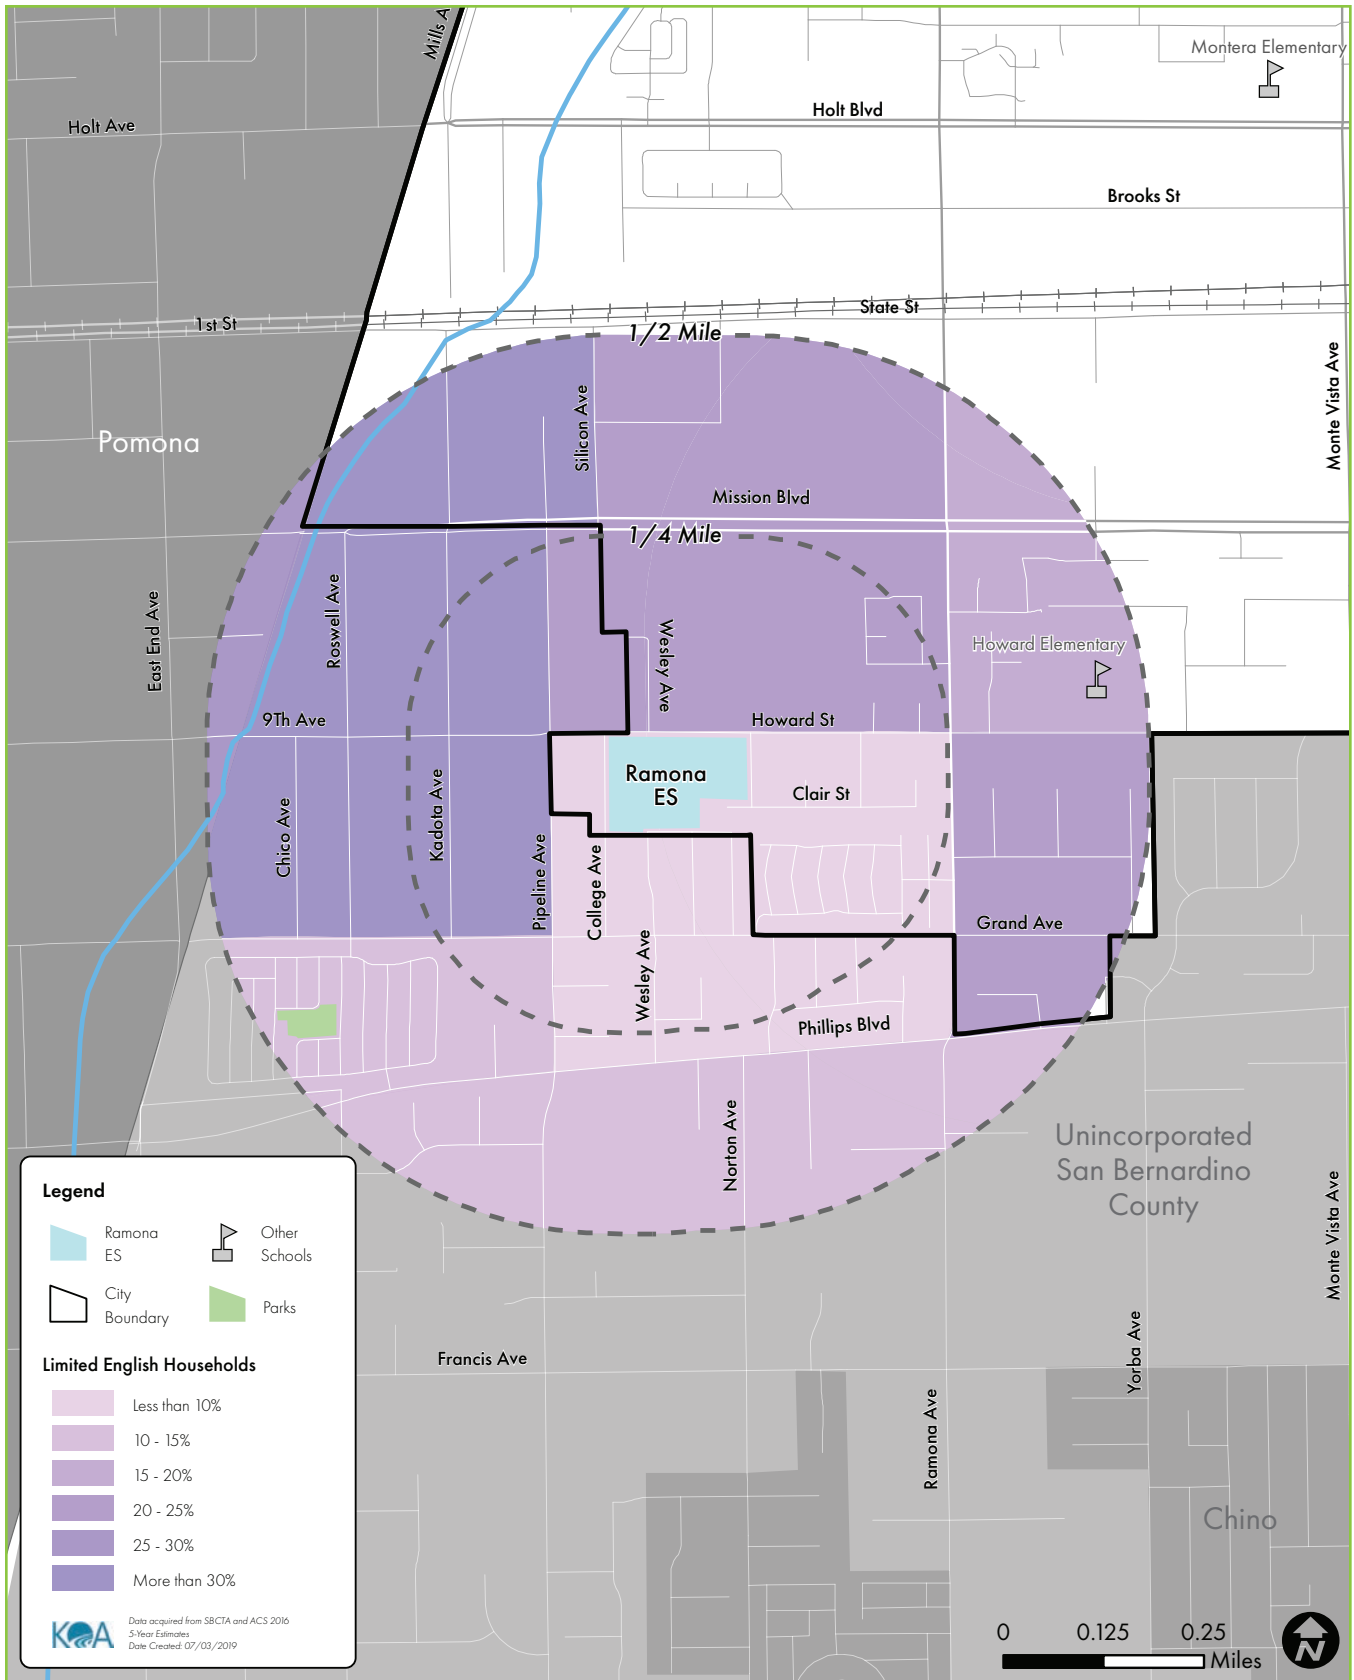 Mills A
Montera Elementary
Holt Ave
Holt Blvd
Brooks St
State St
1st St
1/2 Mile
Monte Vista Ave
Silicon Ave
Pomona
Mission Blvd
1/4 Mile
East End Ave
Roswell Ave
Wesley Ave
Howard Elementary
9Th Ave
Howard St
Ramona
ES
Clair St
Chico Ave
Kadota Ave
Pipeline Ave
College Ave
Grand Ave
Wesley Ave
Phillips Blvd
Norton Ave
Unincorporated
San Bernardino
County
Monte Vista Ave
Yorba Ave
Francis Ave
Ramona Ave
Chino
Legend
Ramona
ES
Other
Schools
City
Boundary
Parks
Limited English Households
Less than 10%
10 - 15%
15 - 20%
20 - 25%
25 - 30%
More than 30%
KOA
Data acquired from SBCTA and ACS 2016
5-Year Estimates
Date Created: 07/03/2019
0 0.125 0.25
Miles
N